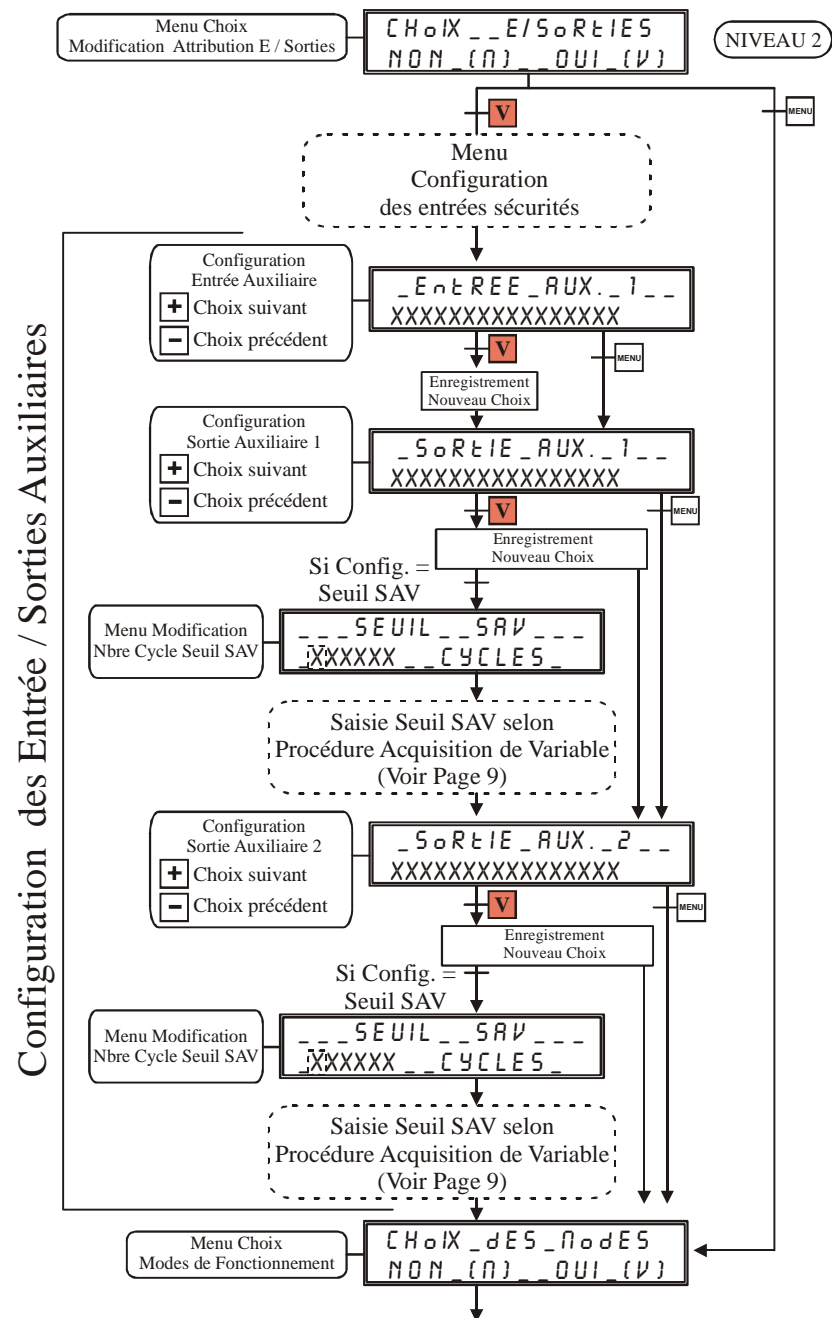 Menu Choix
Modification Attribution E / Sorties
CHoIX__E/SoRtIES
NON_(M)__OUI_(V)
NIVEAU 2
V
MENU
Menu
Configuration
des entrées sécurités
Configuration
Entrée Auxiliaire
+ Choix suivant
- Choix précédent
_EntREE_AUX._1__
XXXXXXXXXXXXXXXX
V
MENU
Enregistrement
Nouveau Choix
Configuration
Sortie Auxiliaire 1
+ Choix suivant
- Choix précédent
_SoRtIE_AUX._1__
XXXXXXXXXXXXXXXX
V
MENU
Enregistrement
Nouveau Choix
Si Config. =
Seuil SAV
Menu Modification
Nbre Cycle Seuil SAV
___SEUIL__SAV___
_XXXXXX__CYCLES_
Saisie Seuil SAV selon
Procédure Acquisition de Variable
(Voir Page 9)
Configuration
Sortie Auxiliaire 2
+ Choix suivant
- Choix précédent
_SoRtIE_AUX._2__
XXXXXXXXXXXXXXXX
V
MENU
Enregistrement
Nouveau Choix
Si Config. =
Seuil SAV
Menu Modification
Nbre Cycle Seuil SAV
___SEUIL__SAV___
_XXXXXX__CYCLES_
Saisie Seuil SAV selon
Procédure Acquisition de Variable
(Voir Page 9)
Menu Choix
Modes de Fonctionnement
CHoIX_dES_ModES
NON_(M)__OUI_(V)
Configuration des Entrée / Sorties Auxiliaires